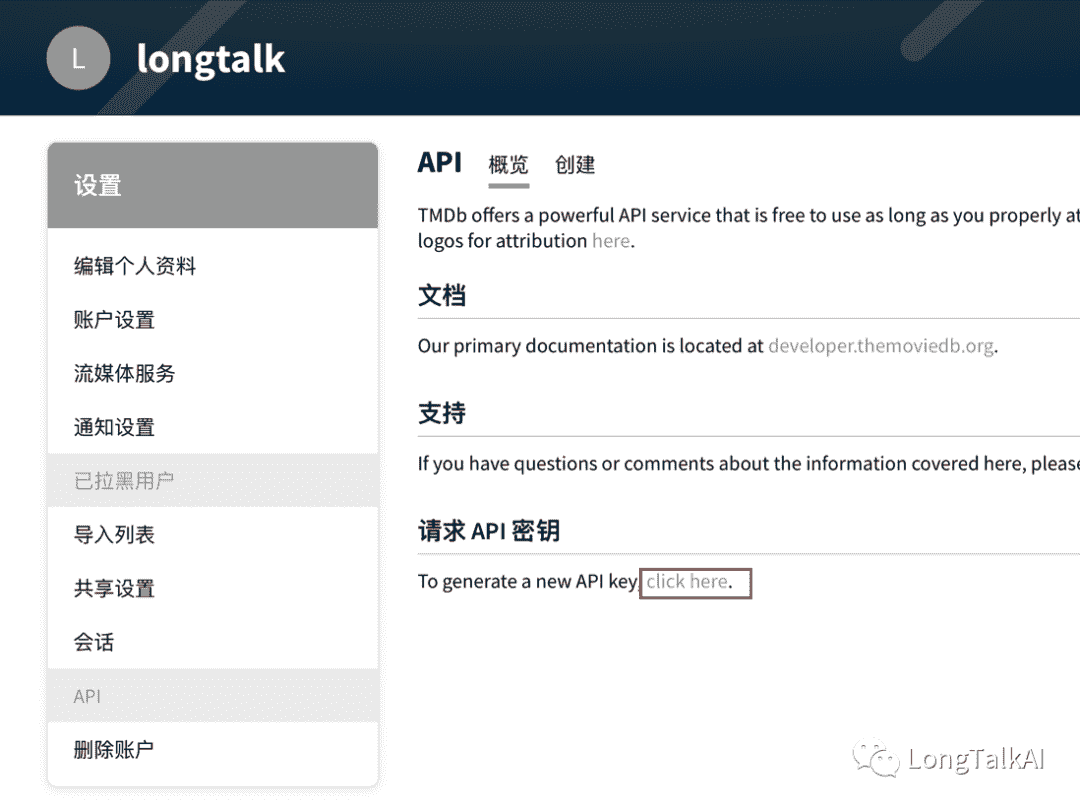 L
longtalk
设置
编辑个人资料
账户设置
流媒体服务
通知设置
已拉黑用户
导入列表
共享设置
会话
API
删除账户
API 概览 创建
TMDb offers a powerful API service that is free to use as long as you properly at
logos for attribution here.
文档
Our primary documentation is located at developer.themoviedb.org.
支持
If you have questions or comments about the information covered here, please
请求 API 密钥
To generate a new API key, click here.
LongTalkAI